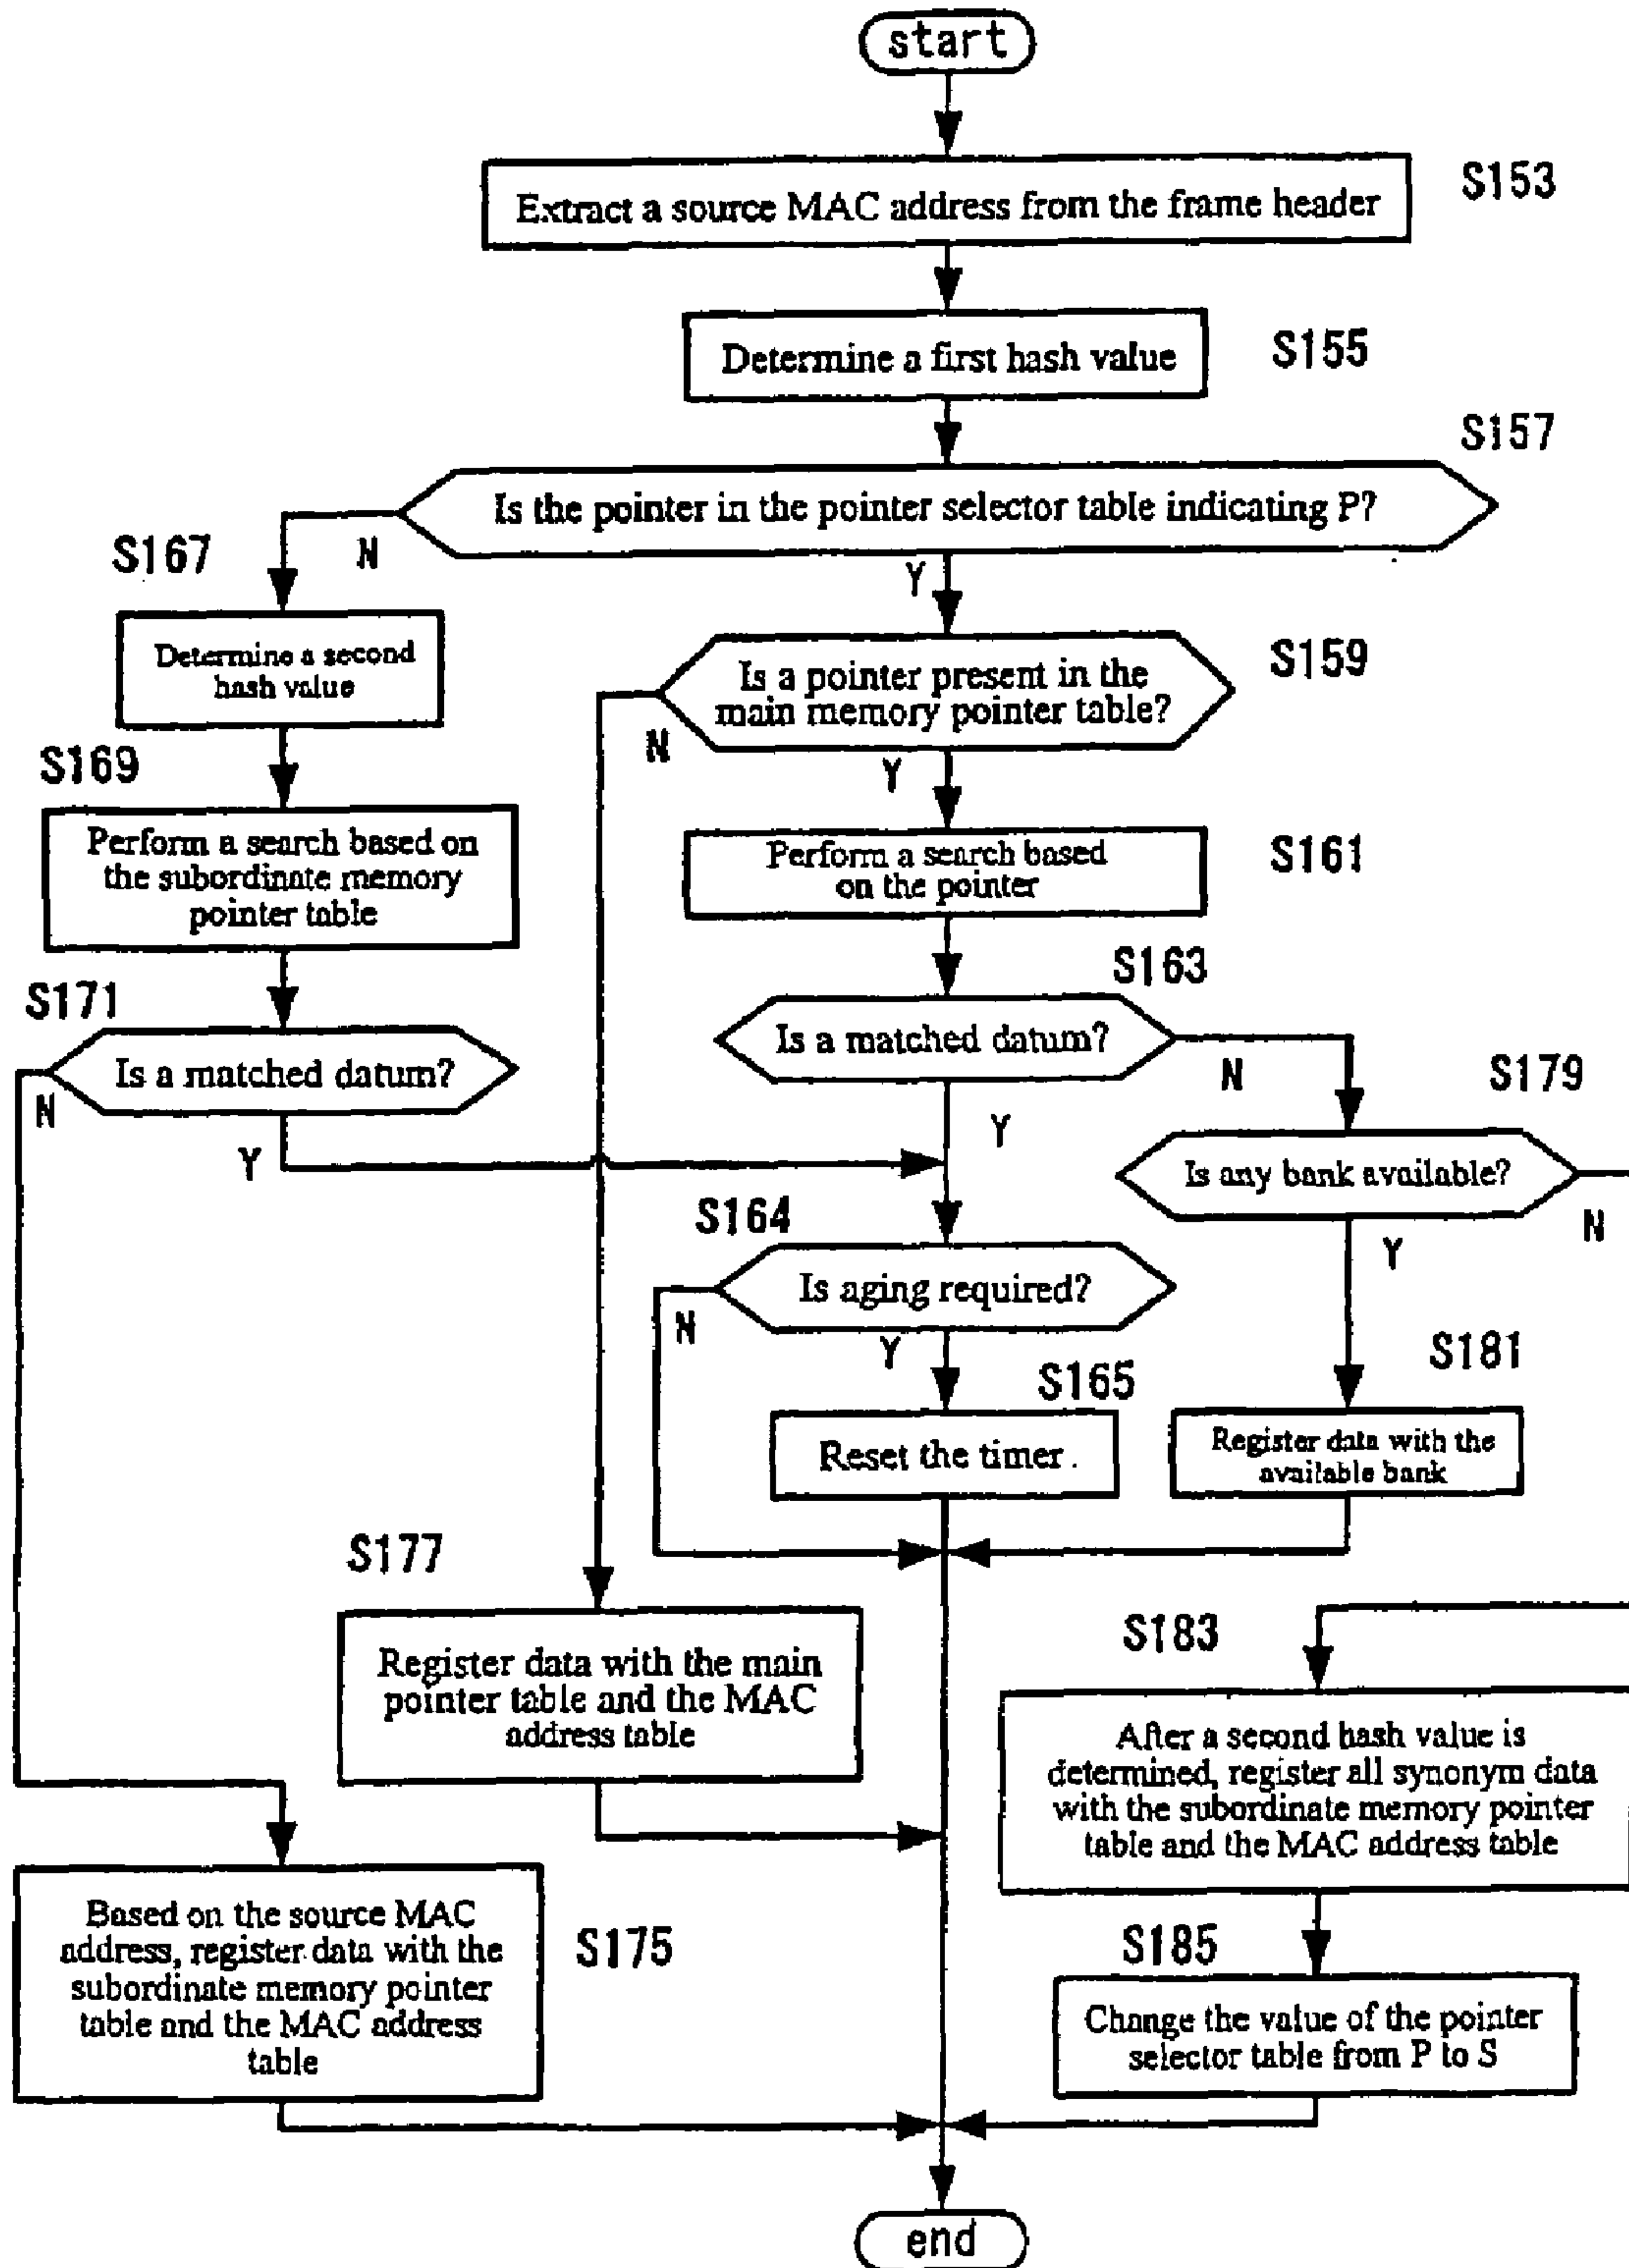 start
Extract a source MAC address from the frame header
S153
Determine a first hash value
S155
S157
Is the pointer in the pointer selector table indicating P?
N
Y
S167
Determine a second
hash value
Is a pointer present in the
main memory pointer table?
S159
N
Y
S169
Perform a search based on
the subordinate memory
pointer table
Perform a search based
on the pointer
S161
S171
Is a matched datum?
N
Y
S163
Is a matched datum?
N
Y
S179
Is any bank available?
N
Y
S164
Is aging required?
N
Y
S165
Reset the timer.
S181
Register data with the
available bank
S177
Register data with the main
pointer table and the MAC
address table
S183
After a second hash value is
determined, register all synonym data
with the subordinate memory pointer
table and the MAC address table
Based on the source MAC
address, register data with the
subordinate memory pointer
table and the MAC address
table
S175
S185
Change the value of the pointer
selector table from P to S
end